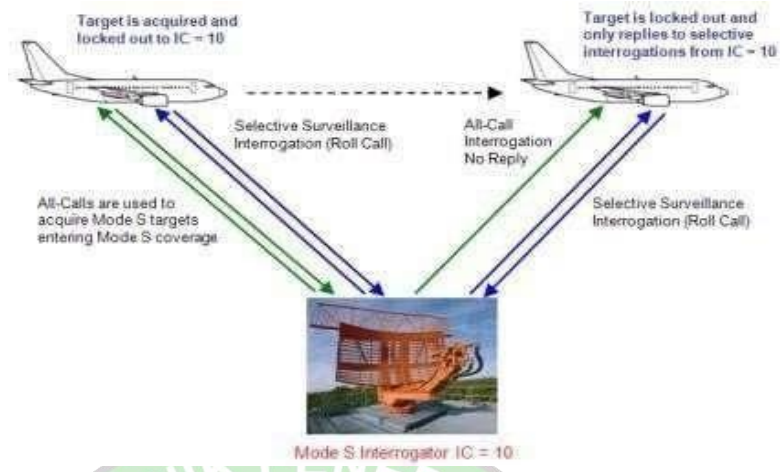 Target is acquired and
locked out to IC = 10
Target is locked out and
only replies to selective
interrogations from IC = 10
Selective Surveillance
Interrogation (Roll Call)
All-Call
Interrogation
No Reply
All-Calls are used to
acquire Mode S targets
entering Mode S coverage
Selective Surveillance
Interrogation (Roll Call)
Mode S Interrogator IC = 10